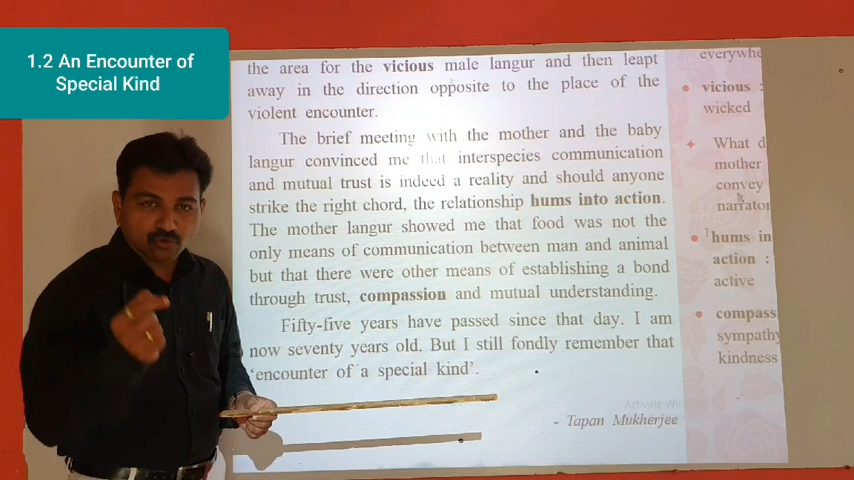 1.2 An Encounter of
Special Kind
the area for the vicious male langur and then leapt
away in the direction opposite to the place of the
violent encounter.
The brief meeting with the mother and the baby
langur convinced me that interspecies communication
and mutual trust is indeed a reality and should anyone
strike the right chord, the relationship hums into action.
The mother langur showed me that food was not the
only means of communication between man and animal
but that there were other means of establishing a bond
through trust, compassion and mutual understanding.
Fifty-five years have passed since that day. I am
now seventy years old. But I still fondly remember that
‘encounter of a special kind’.
- Tapan Mukherjee
everywhe
vicious :
wicked
What d
mother
convey
narrator
hums in
action :
active
compass
sympathy
kindness
Activate Wi